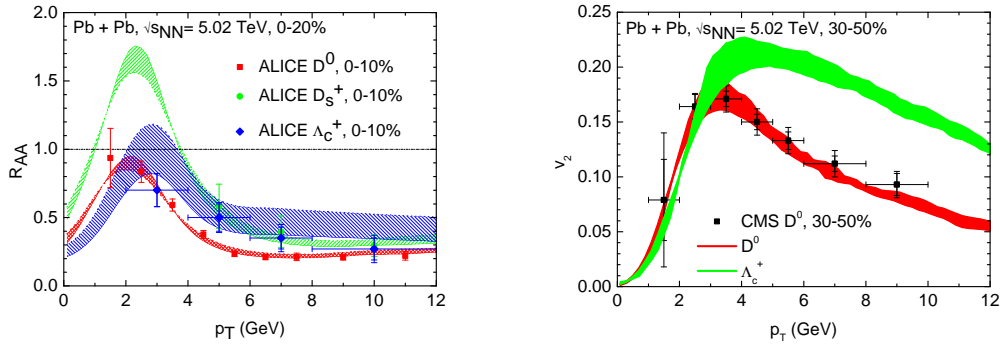 Pb + Pb, √sNN= 5.02 TeV, 0-20%
2.0
1.5
1.0
0.5
0.0
RAA
ALICE D0, 0-10%
ALICE Ds+, 0-10%
ALICE Λc+, 0-10%
0 2 4 6 8 10 12
pT (GeV)
Pb + Pb, √sNN= 5.02 TeV, 30-50%
0.25
0.20
0.15
0.10
0.05
0.00
v2
CMS D0, 30-50%
D0
Λc+
0 2 4 6 8 10 12
pT (GeV)